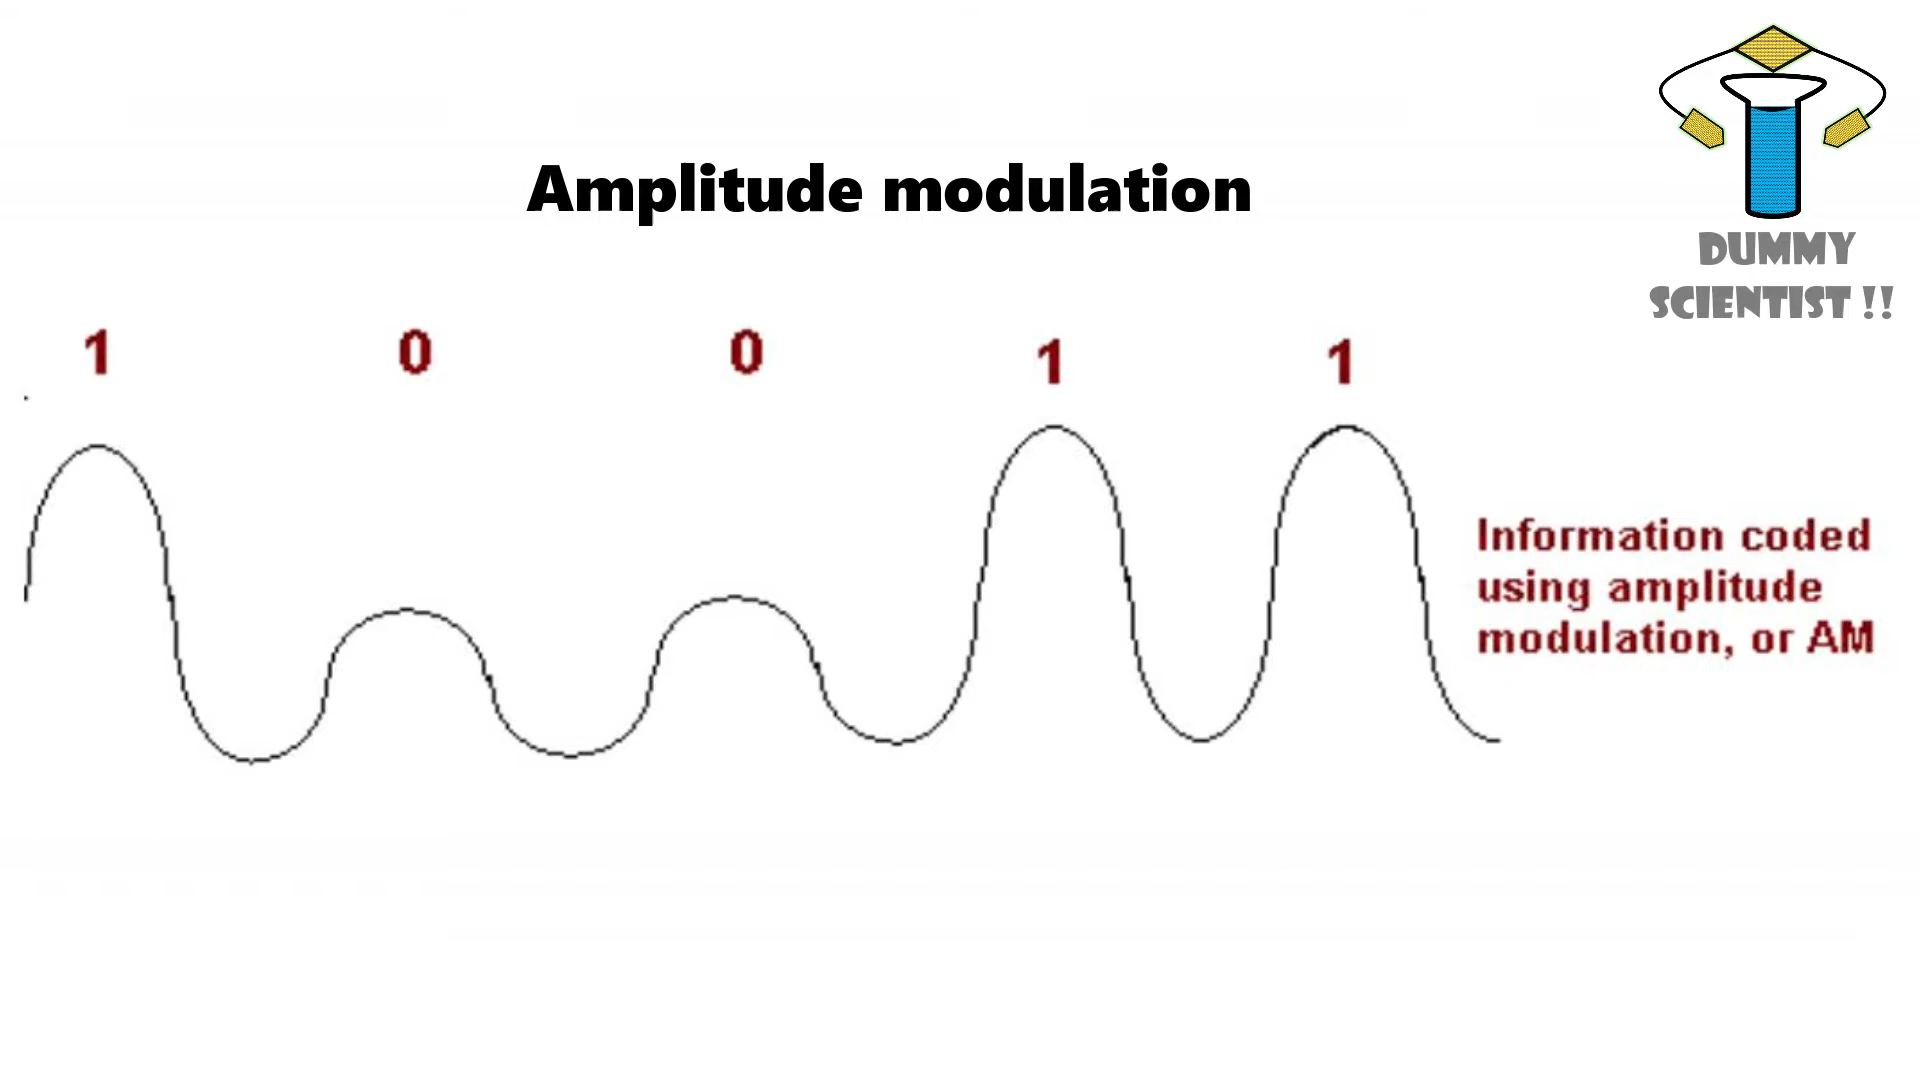 Amplitude modulation
DUMMY
SCIENTIST !!
1 0 0 1 1
Information coded
using amplitude
modulation, or AM